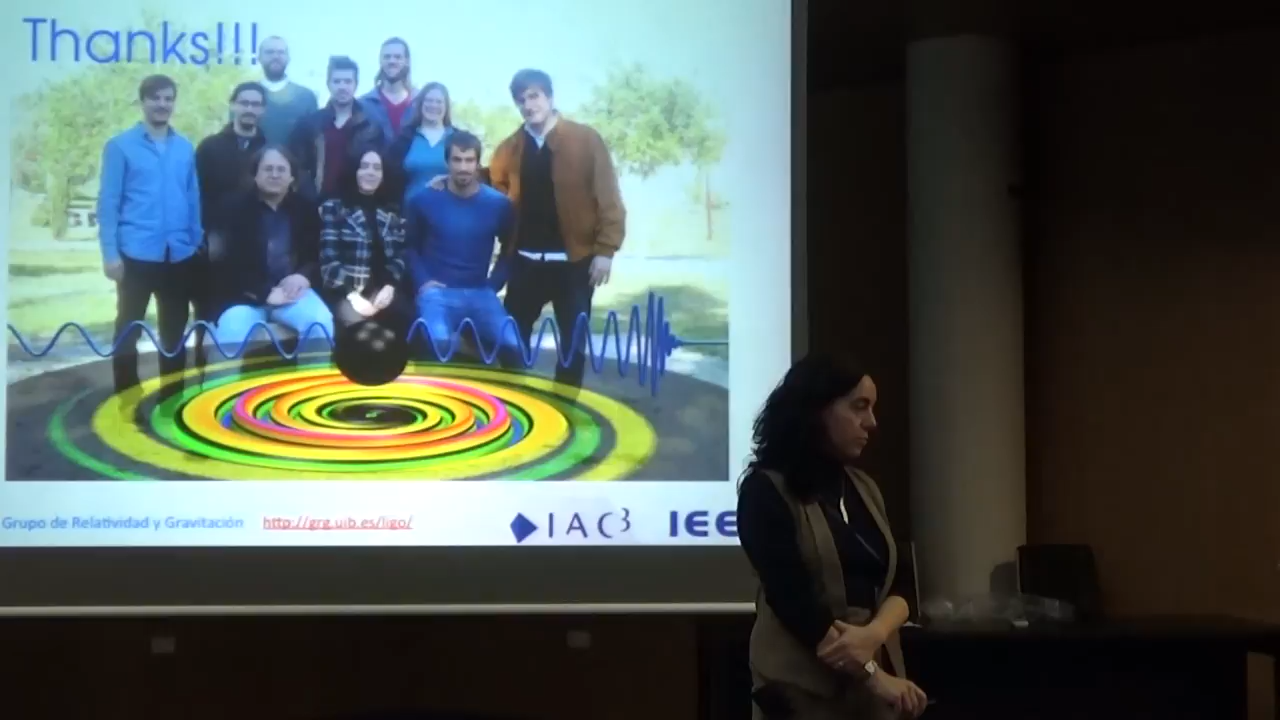 Thanks!!!
Grupo de Relatividad y Gravitación http://grg.uib.es/ligo/
IAC3 IEE